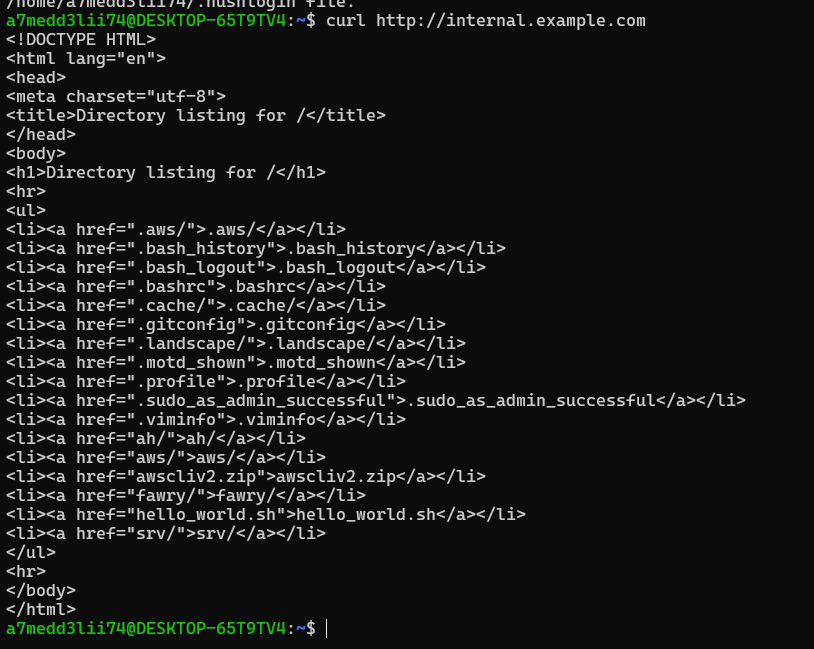 /home/a7medd3lii74/.hushlogin file.
a7medd3lii74@DESKTOP-65T9TV4:~$ curl http://internal.example.com
<!DOCTYPE HTML>
<html lang="en">
<head>
<meta charset="utf-8">
<title>Directory listing for /</title>
</head>
<body>
<h1>Directory listing for /</h1>
<hr>
<ul>
<li><a href=".aws/">.aws/</a></li>
<li><a href=".bash_history">.bash_history</a></li>
<li><a href=".bash_logout">.bash_logout</a></li>
<li><a href=".bashrc">.bashrc</a></li>
<li><a href=".cache/">.cache/</a></li>
<li><a href=".gitconfig">.gitconfig</a></li>
<li><a href=".landscape/">.landscape/</a></li>
<li><a href=".motd_shown">.motd_shown</a></li>
<li><a href=".profile">.profile</a></li>
<li><a href=".sudo_as_admin_successful">.sudo_as_admin_successful</a></li>
<li><a href=".viminfo">.viminfo</a></li>
<li><a href="ah/">ah/</a></li>
<li><a href="aws/">aws/</a></li>
<li><a href="awscliv2.zip">awscliv2.zip</a></li>
<li><a href="fawry/">fawry/</a></li>
<li><a href="hello_world.sh">hello_world.sh</a></li>
<li><a href="srv/">srv/</a></li>
</ul>
<hr>
</body>
</html>
a7medd3lii74@DESKTOP-65T9TV4:~$